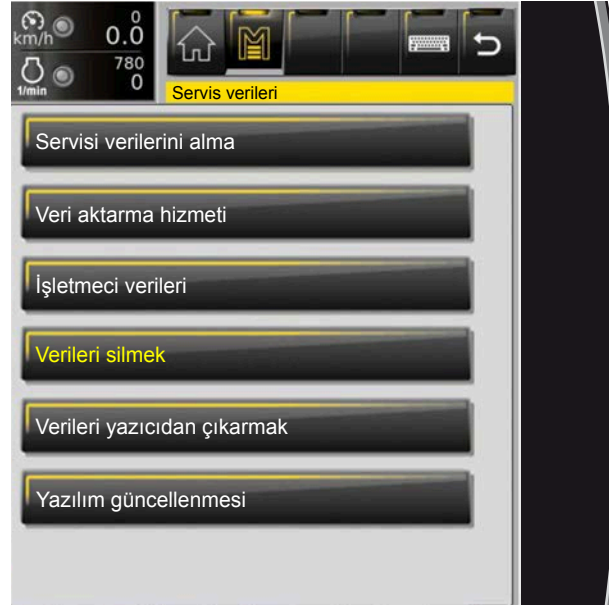 km/h 0
0.0
780
1/min 0
Servis verileri
Servisi verilerini alma
Veri aktarma hizmeti
İşletmeci verileri
Verileri silmek
Verileri yazıcıdan çıkarmak
Yazılım güncellenmesi